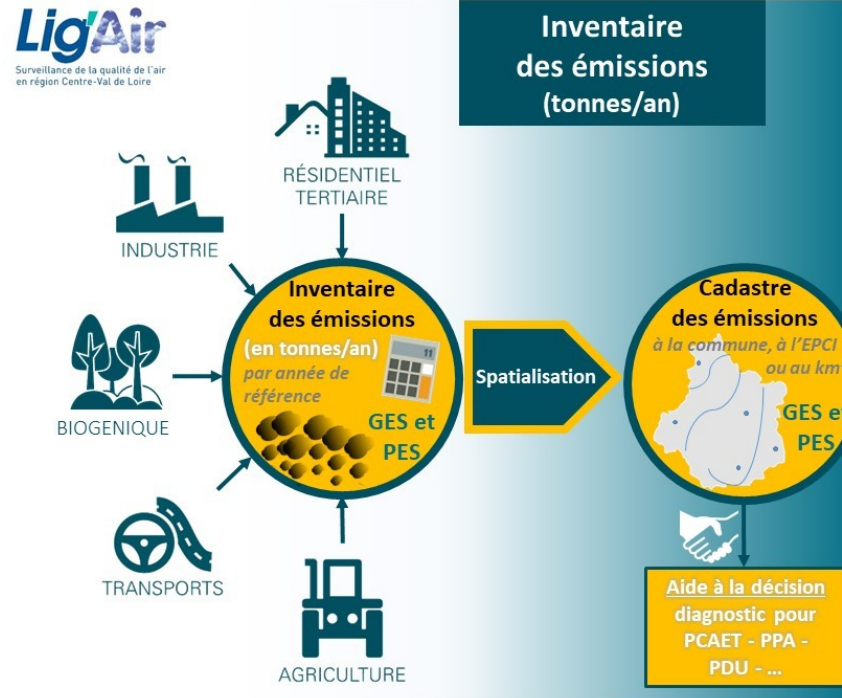 Lig'Air
Surveillance de la qualité de l'air
en région Centre-Val de Loire
Inventaire
des émissions
(tonnes/an)
RÉSIDENTIEL
TERTIAIRE
INDUSTRIE
BIOGENIQUE
TRANSPORTS
AGRICULTURE
Inventaire
des émissions
(en tonnes/an)
par année de
référence
11
GES et
PES
Spatialisation
Cadastre
des émissions
à la commune, à l'EPCI
ou au km
GES et
PES
Aide à la décision
diagnostic pour
PCAET - PPA -
PDU - ...